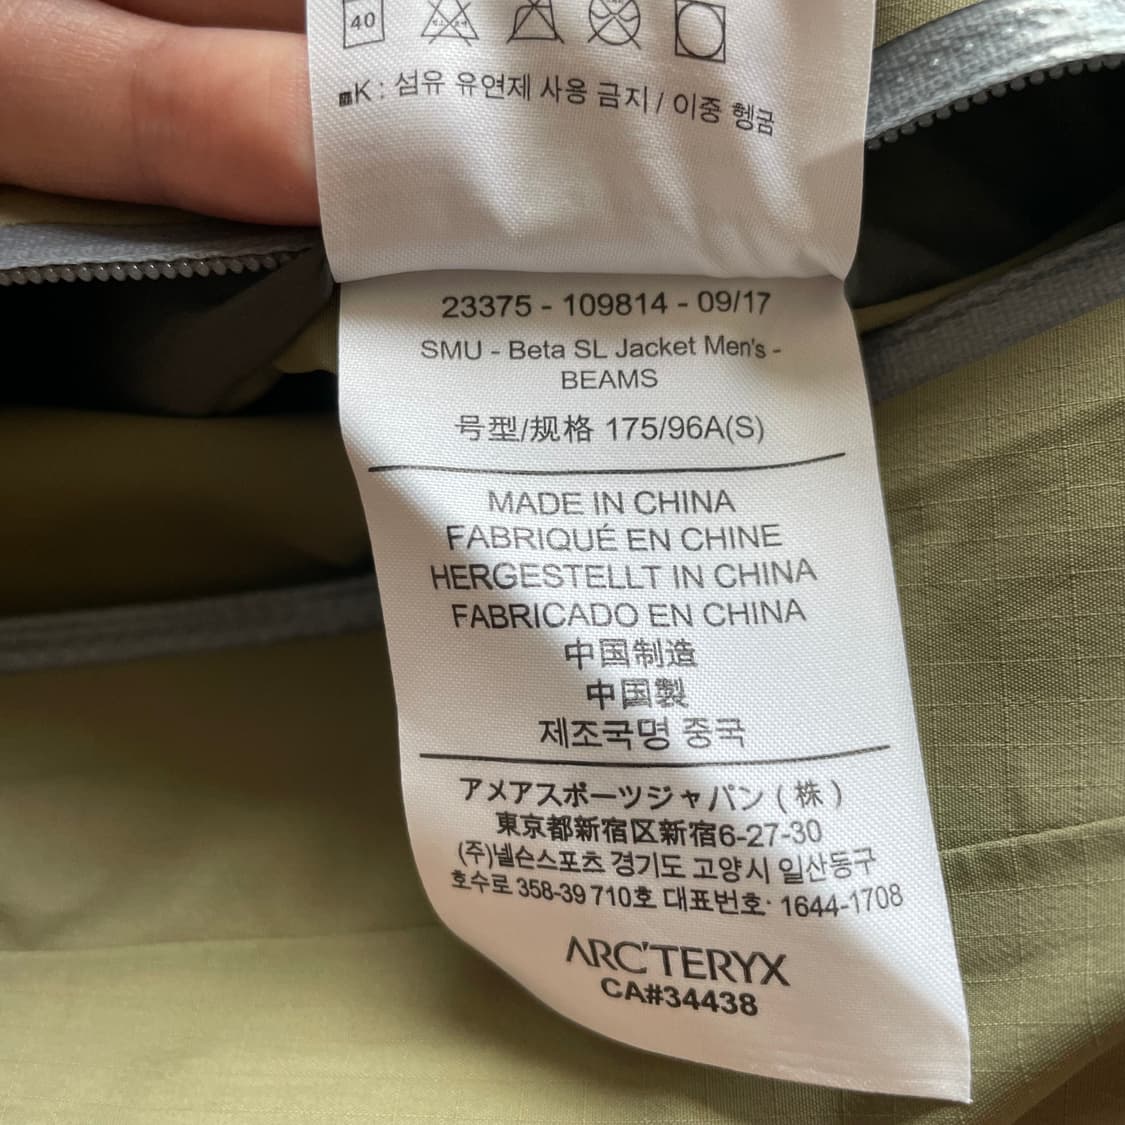 40
K : 섬유 유연제 사용 금지 / 이중 헹굼
23375 - 109814 - 09/17
SMU - Beta SL Jacket Men's -
BEAMS
号型/规格 175/96A(S)
MADE IN CHINA
FABRIQUÉ EN CHINE
HERGESTELLT IN CHINA
FABRICADO EN CHINA
中国制造
中国製
제조국명 중국
アメアスポーツジャパン ( 株 )
東京都新宿区新宿6-27-30
(주)넬슨스포츠 경기도 고양시 일산동구
호수로 358-39 710호 대표번호· 1644-1708
ARC'TERYX
CA#34438